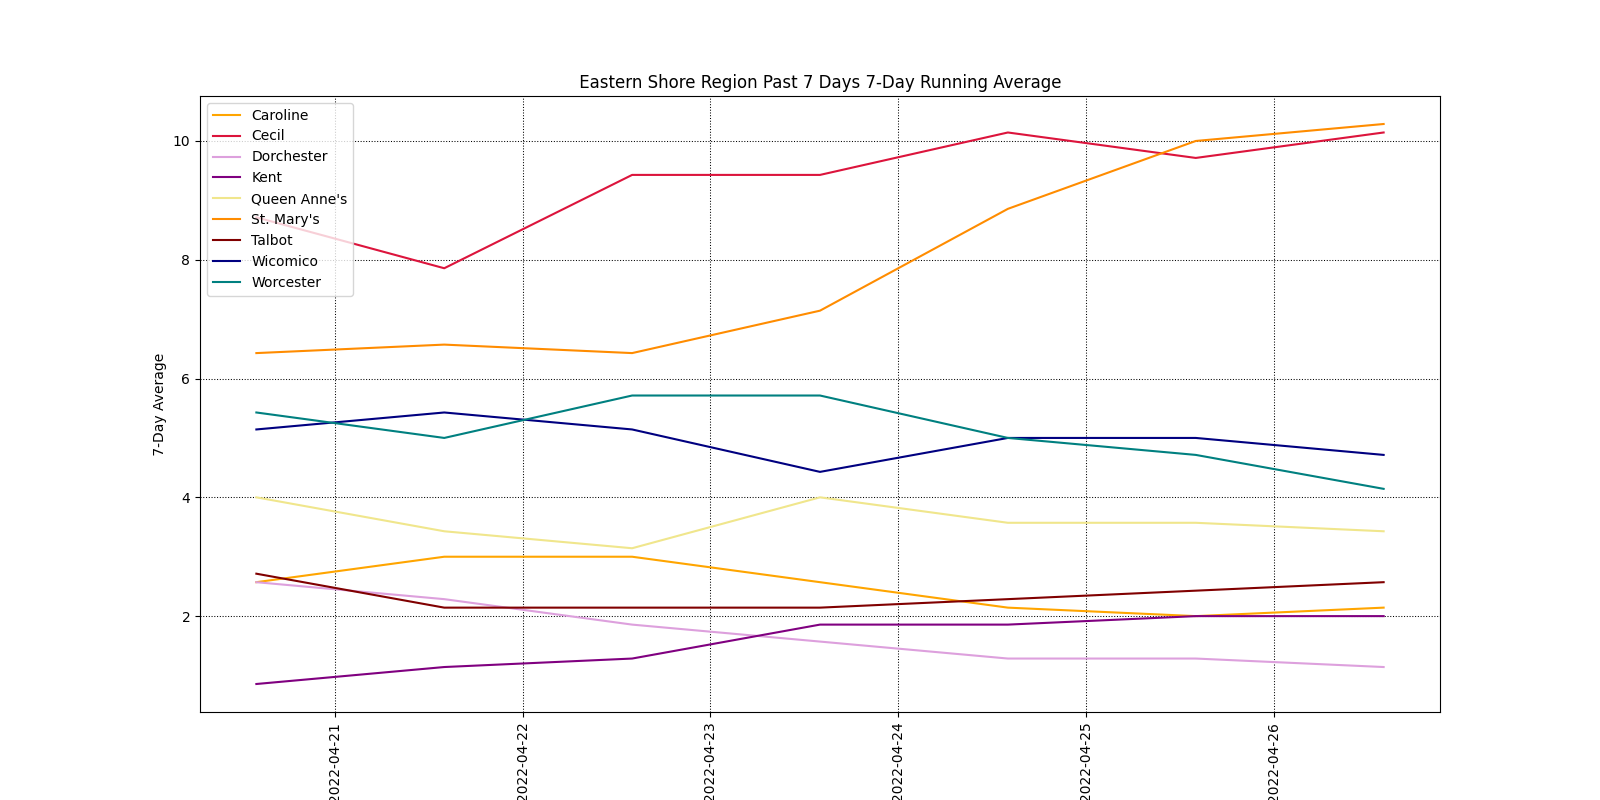 Eastern Shore Region Past 7 Days 7-Day Running Average
Caroline
Cecil
Dorchester
Kent
Queen Anne's
St. Mary's
Talbot
Wicomico
Worcester
10
8
6
4
2
7-Day Average
2022-04-21
2022-04-22
2022-04-23
2022-04-24
2022-04-25
2022-04-26